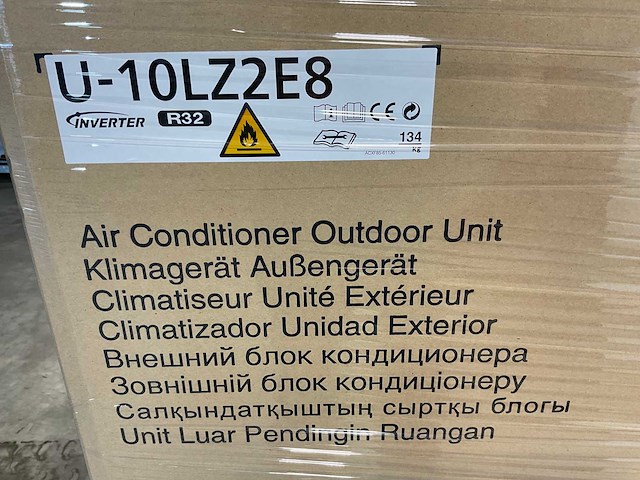 U-10LZ2E8
INVERTER R32
CE
134
kg
Air Conditioner Outdoor Unit
Klimagerät Außengerät
Climatiseur Unité Extérieur
Climatizador Unidad Exterior
Внешний блок кондиционера
Зовнішній блок кондиціонеру
Салқындатқыштың сыртқы блогы
Unit Luar Pendingin Ruangan